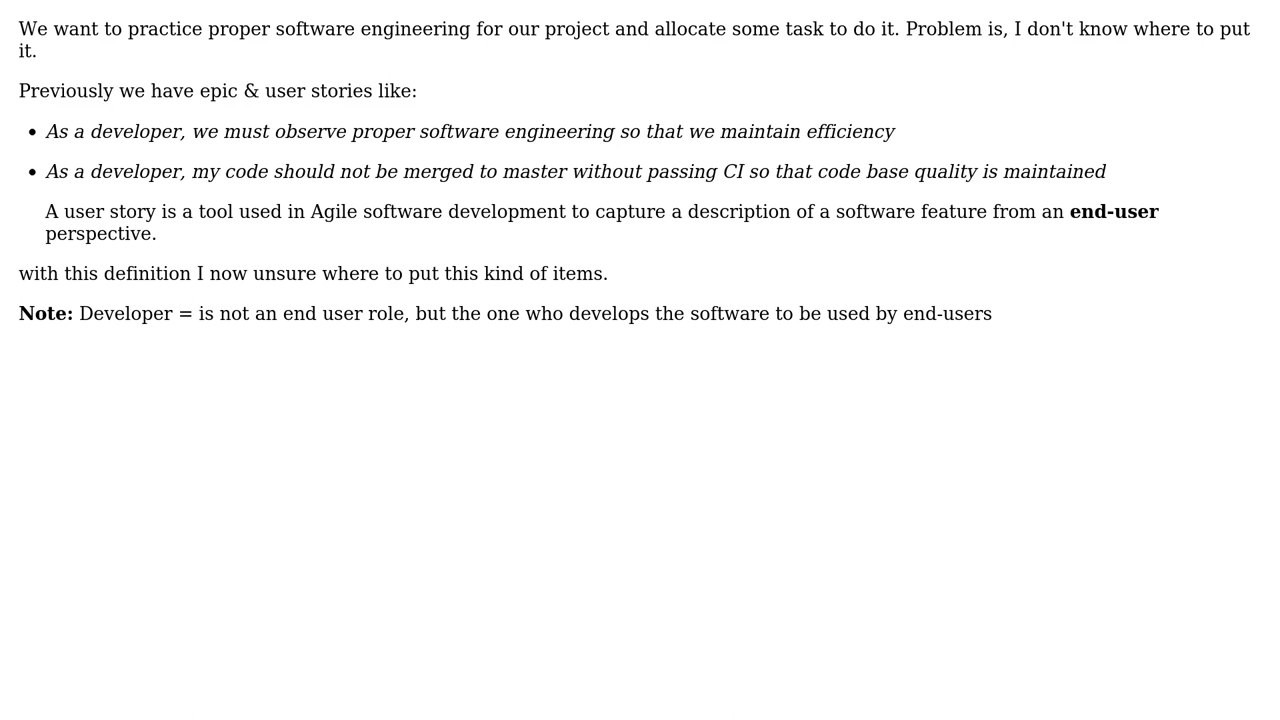 We want to practice proper software engineering for our project and allocate some task to do it. Problem is, I don't know where to put
it.
Previously we have epic & user stories like:
• As a developer, we must observe proper software engineering so that we maintain efficiency
• As a developer, my code should not be merged to master without passing CI so that code base quality is maintained
A user story is a tool used in Agile software development to capture a description of a software feature from an end-user
perspective.
with this definition I now unsure where to put this kind of items.
Note: Developer = is not an end user role, but the one who develops the software to be used by end-users